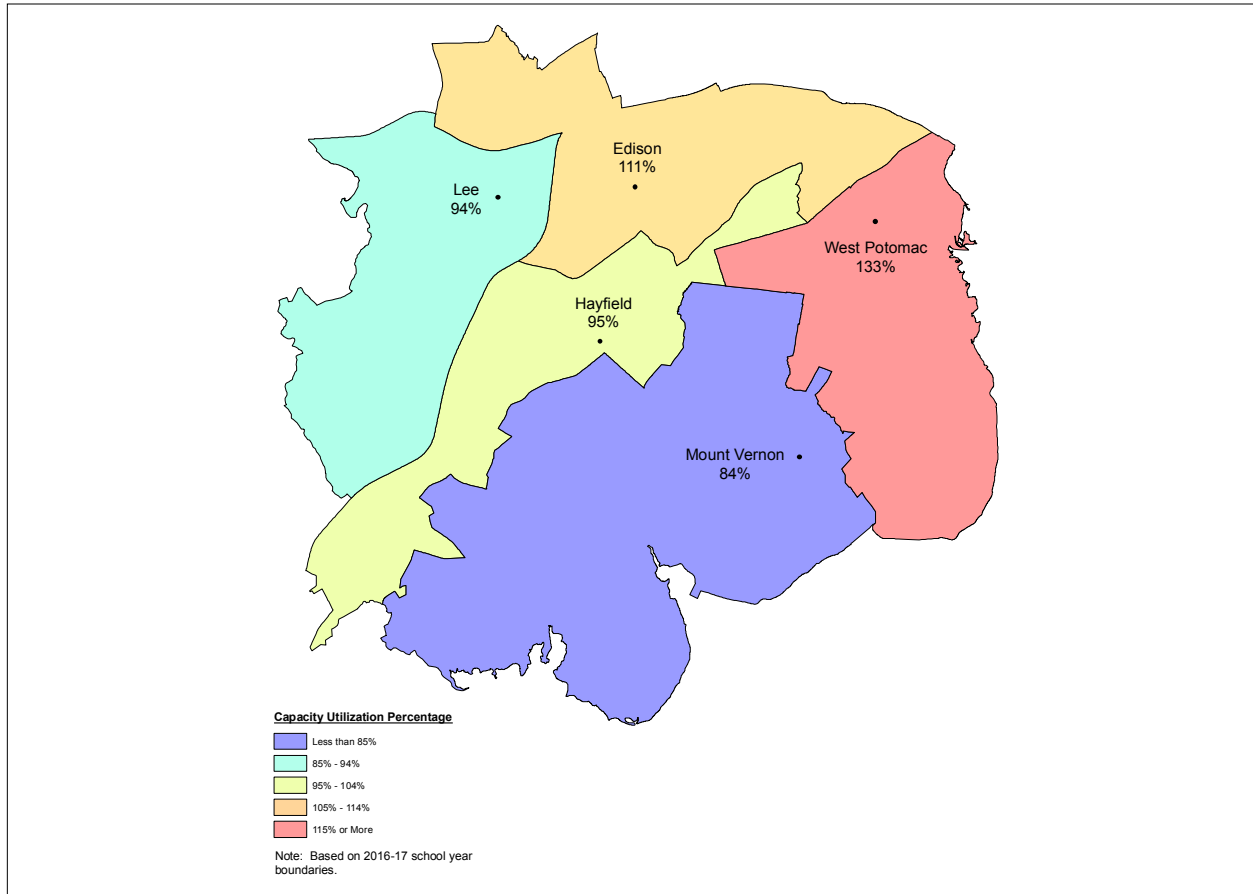 Edison
111%
Lee
94%
West Potomac
133%
Hayfield
95%
Mount Vernon
84%
Capacity Utilization Percentage
Less than 85%
85% - 94%
95% - 104%
105% - 114%
115% or More
Note: Based on 2016-17 school year
boundaries.